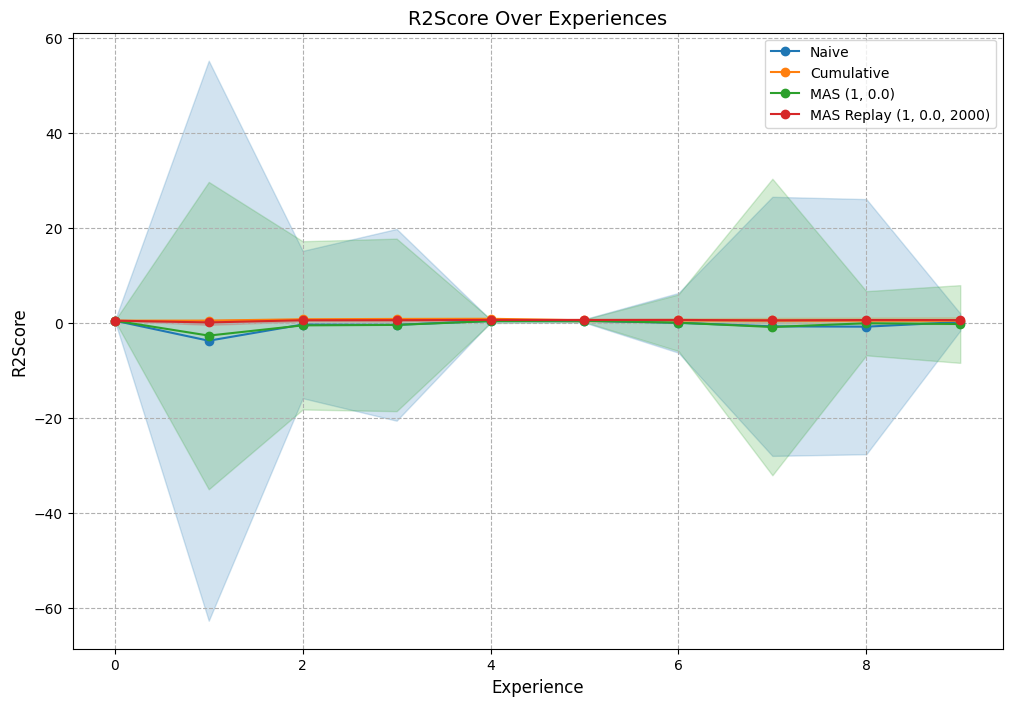 R2Score Over Experiences
60
40
20
0
−20
−40
−60
R2Score
0
2
4
6
8
Experience
Naive
Cumulative
MAS (1, 0.0)
MAS Replay (1, 0.0, 2000)